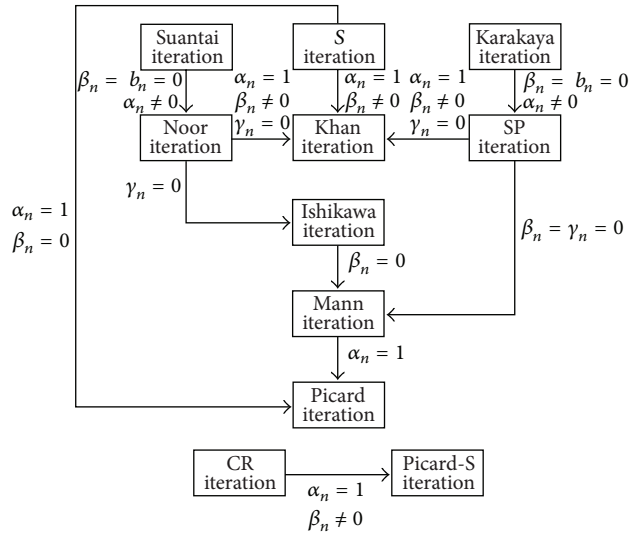 Suantai
iteration
S
iteration
Karakaya
iteration
βₙ = bₙ = 0
αₙ ≠ 0
αₙ = 1
βₙ ≠ 0
γₙ = 0
αₙ = 1
βₙ ≠ 0
αₙ = 1
βₙ ≠ 0
γₙ = 0
βₙ = bₙ = 0
αₙ ≠ 0
Noor
iteration
Khan
iteration
SP
iteration
γₙ = 0
Ishikawa
iteration
αₙ = 1
βₙ = 0
βₙ = γₙ = 0
βₙ = 0
Mann
iteration
αₙ = 1
Picard
iteration
CR
iteration
Picard-S
iteration
αₙ = 1
βₙ ≠ 0